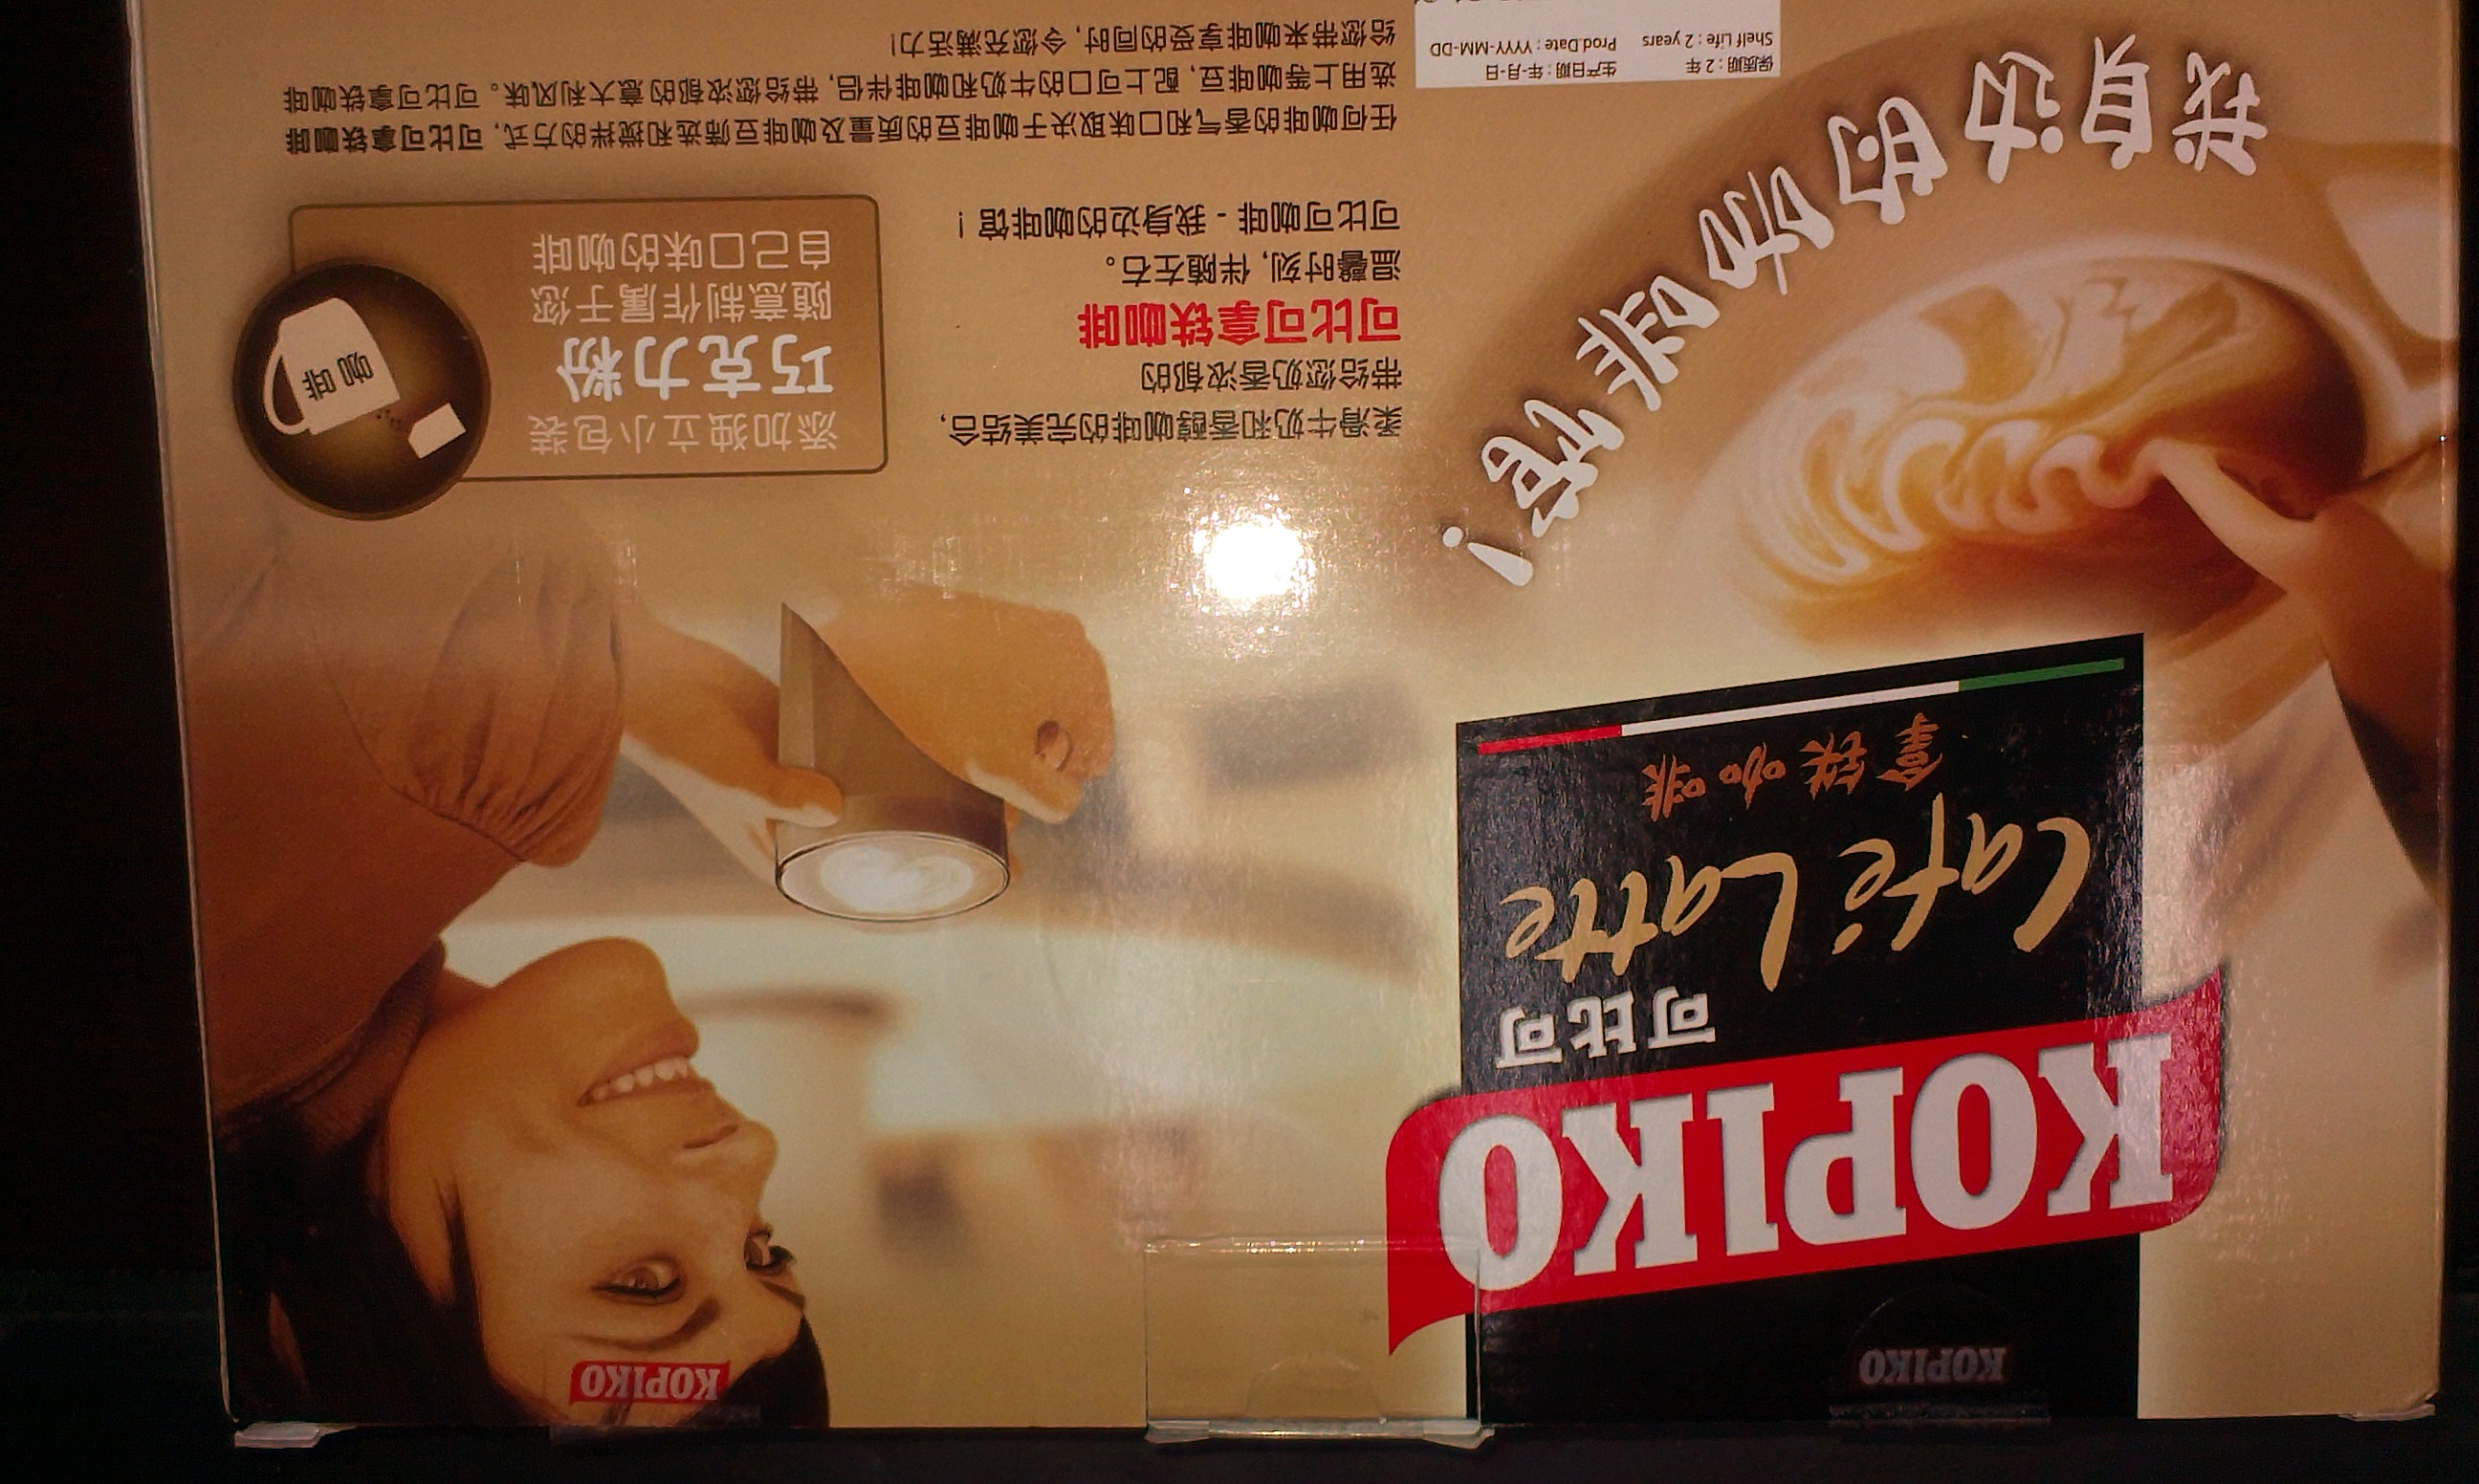 KOPIKO
KOPIKO
KOPIKO
可比可
Café Latte
拿铁咖啡
我身边的咖啡馆！
柔滑牛奶和香醇咖啡的完美结合，
带给您奶香浓郁的
可比可拿铁咖啡
温馨时刻，伴随左右。
可比可咖啡 - 我身边的咖啡馆！
添加独立小包装
巧克力粉
随意制作属于您
自己口味的咖啡
咖啡
任何咖啡的香气和口味取决于咖啡豆的质量及咖啡豆筛选和搅拌的方式，可比可拿铁咖啡
选用上等咖啡豆，配上可口的牛奶和咖啡伴侣，带给您浓郁的意大利风味。可比可拿铁咖啡
给您带来咖啡享受的同时，令您充满活力!
保质期：2 年 生产日期：年-月-日
Shelf Life : 2 years Prod.Date : YYYY-MM-DD